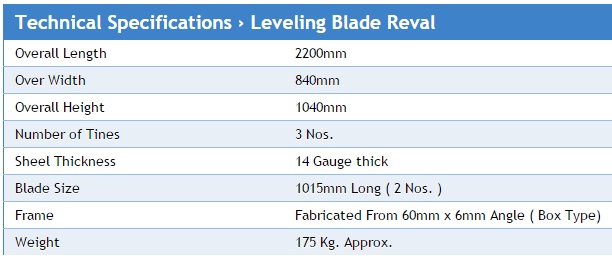 Technical Specifications › Leveling Blade Reval
Overall Length 2200mm
Over Width 840mm
Overall Height 1040mm
Number of Tines 3 Nos.
Sheel Thickness 14 Gauge thick
Blade Size 1015mm Long ( 2 Nos. )
Frame Fabricated From 60mm x 6mm Angle ( Box Type)
Weight 175 Kg. Approx.